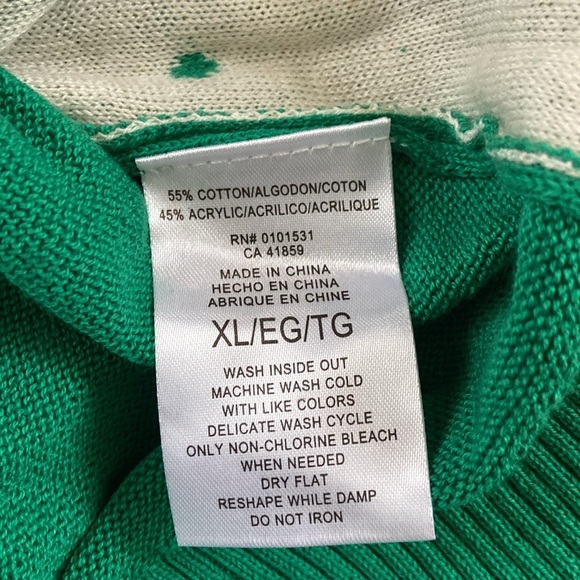 55% COTTON/ALGODON/COTON
45% ACRYLIC/ACRILICO/ACRILIQUE
RN# 0101531
CA 41859
MADE IN CHINA
HECHO EN CHINA
ABRIQUE EN CHINE
XL/EG/TG
WASH INSIDE OUT
MACHINE WASH COLD
WITH LIKE COLORS
DELICATE WASH CYCLE
ONLY NON-CHLORINE BLEACH
WHEN NEEDED
DRY FLAT
RESHAPE WHILE DAMP
DO NOT IRON